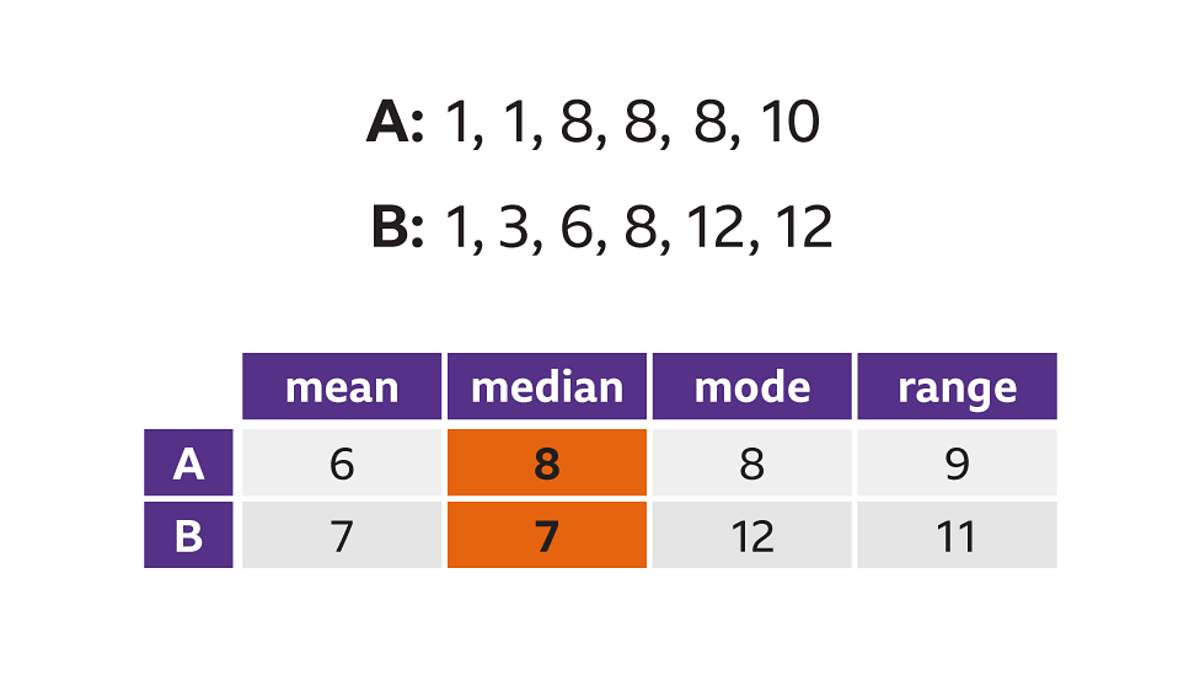 A: 1, 1, 8, 8, 8, 10
B: 1, 3, 6, 8, 12, 12
mean median mode range
A 6 8 8 9
B 7 7 12 11